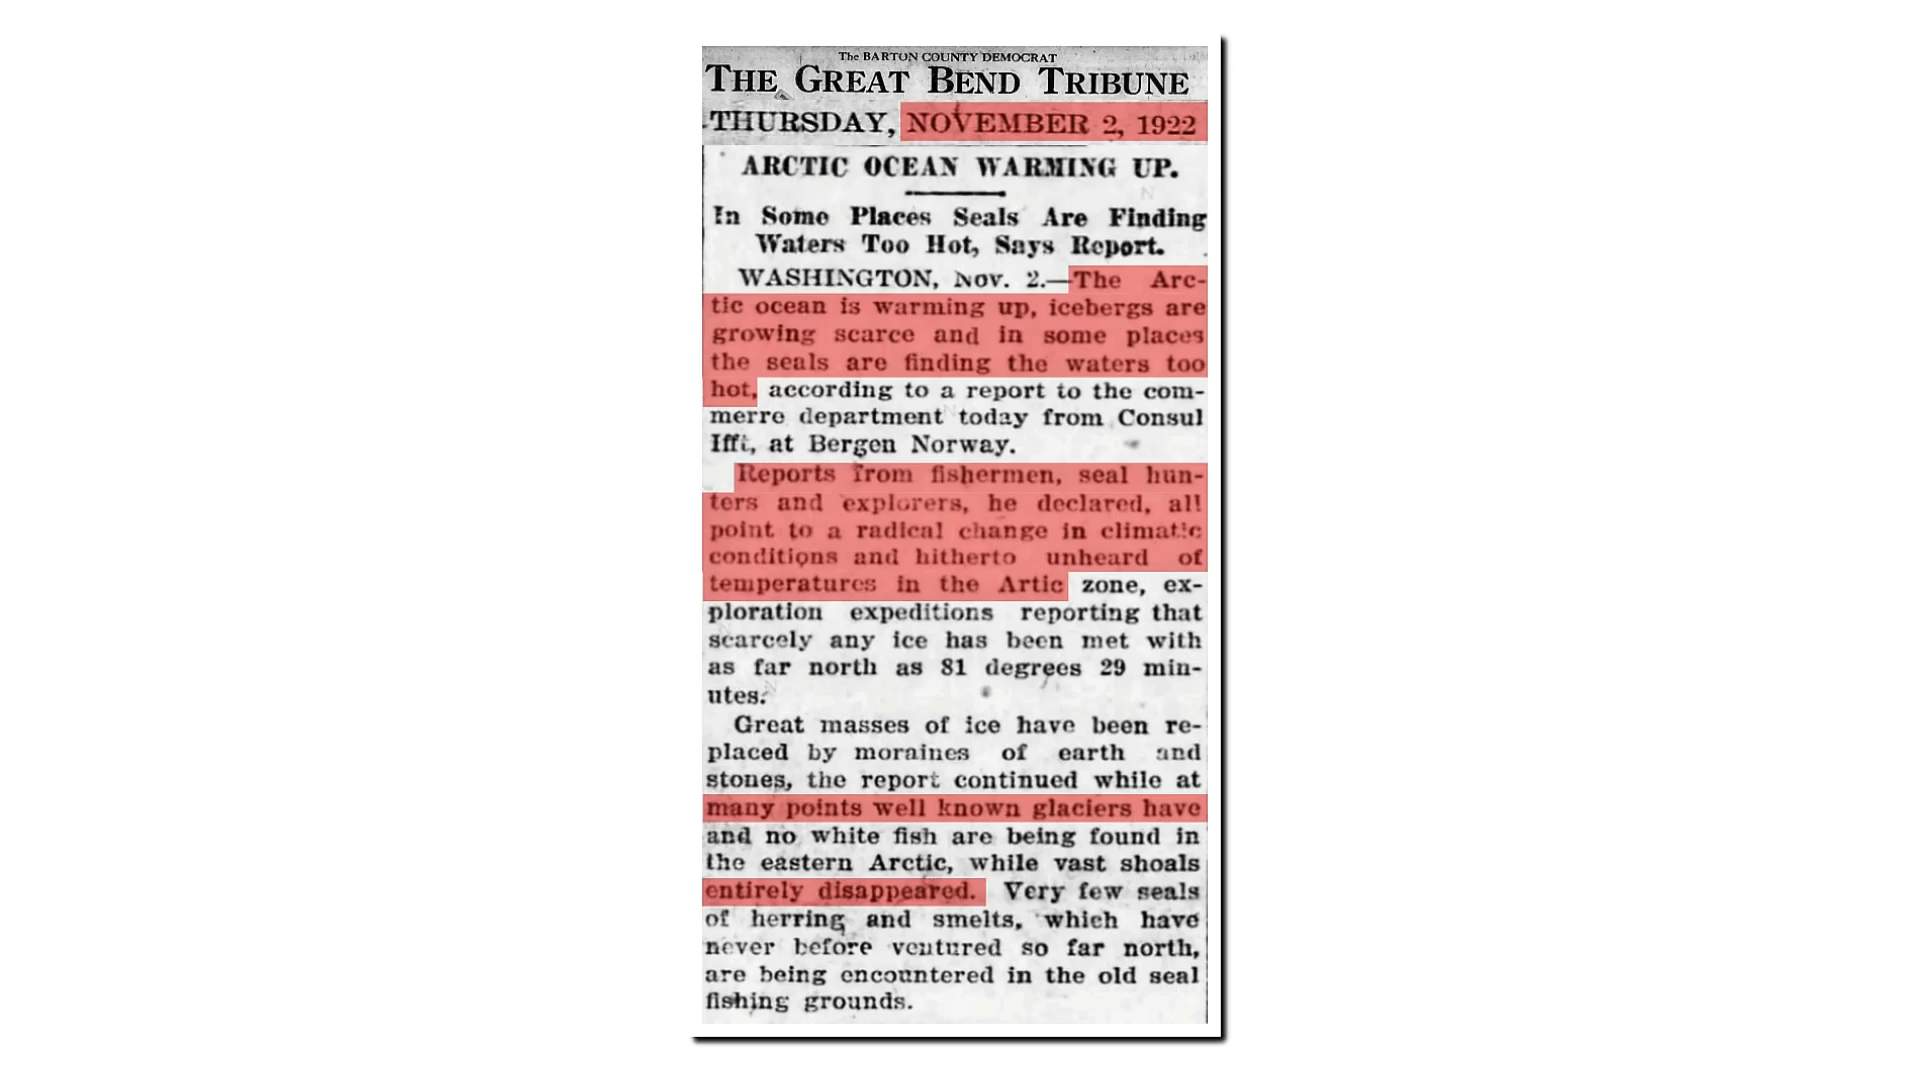 The BARTON COUNTY DEMOCRAT
THE GREAT BEND TRIBUNE
THURSDAY, NOVEMBER 2, 1922
ARCTIC OCEAN WARMING UP.
In Some Places Seals Are Finding
Waters Too Hot, Says Report.
WASHINGTON, Nov. 2.—The Arc-
tic ocean is warming up, icebergs are
growing scarce and in some places
the seals are finding the waters too
hot, according to a report to the com-
merre department today from Consul
Ifft, at Bergen Norway.
Reports from fishermen, seal hun-
ters and explorers, he declared, all
point to a radical change in climatic
conditions and hitherto unheard of
temperatures in the Artic zone, ex-
ploration expeditions reporting that
scarcely any ice has been met with
as far north as 81 degrees 29 min-
utes.
Great masses of ice have been re-
placed by moraines of earth and
stones, the report continued while at
many points well known glaciers have
and no white fish are being found in
the eastern Arctic, while vast shoals
entirely disappeared. Very few seals
of herring and smelts, which have
never before ventured so far north,
are being encountered in the old seal
fishing grounds.